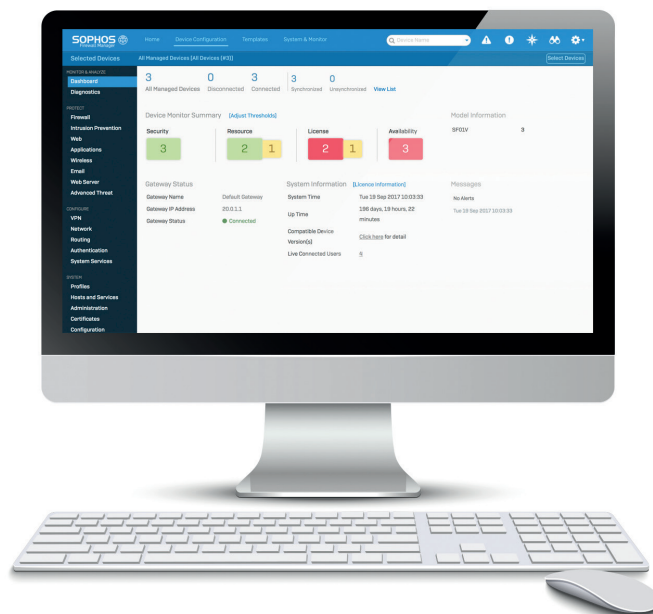 SOPHOS
Firewall Manager
Home Device Configuration Templates System & Monitor
Device Name
Selected Devices
All Managed Devices [All Devices (#3)]
Select Devices
MONITOR & ANALYZE
Dashboard
Diagnostics
PROTECT
Firewall
Intrusion Prevention
Web
Applications
Wireless
Email
Web Server
Advanced Threat
CONFIGURE
VPN
Network
Routing
Authentication
System Services
SYSTEM
Profiles
Hosts and Services
Administration
Certificates
Configuration
3 0 3 3 0
All Managed Devices Disconnected Connected Synchronized Unsynchronized View List
Device Monitor Summary [Adjust Thresholds]
Security Resource License Availability
3 2 1 2 1 3
Model Information
SF01V 3
Gateway Status
Gateway Name Default Gateway
Gateway IP Address 20.0.1.1
Gateway Status Connected
System Information [Licence Information]
System Time Tue 19 Sep 2017 10:03:33
Up Time 196 days, 19 hours, 22
minutes
Compatible Device
Version(s) Click here for detail
Live Connected Users 4
Messages
No Alerts
Tue 19 Sep 2017 10:03:33